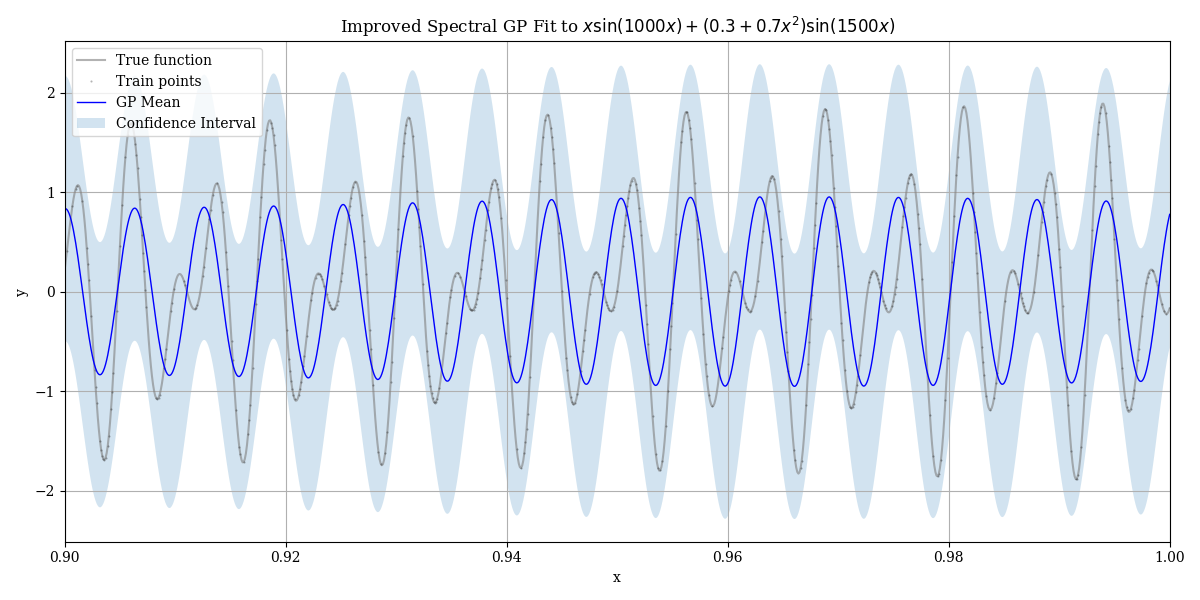 Improved Spectral GP Fit to $x\sin(1000x) + (0.3 + 0.7x^2)\sin(1500x)$
True function
Train points
GP Mean
Confidence Interval
y
2
1
0
−1
−2
0.90 0.92 0.94 0.96 0.98 1.00
x